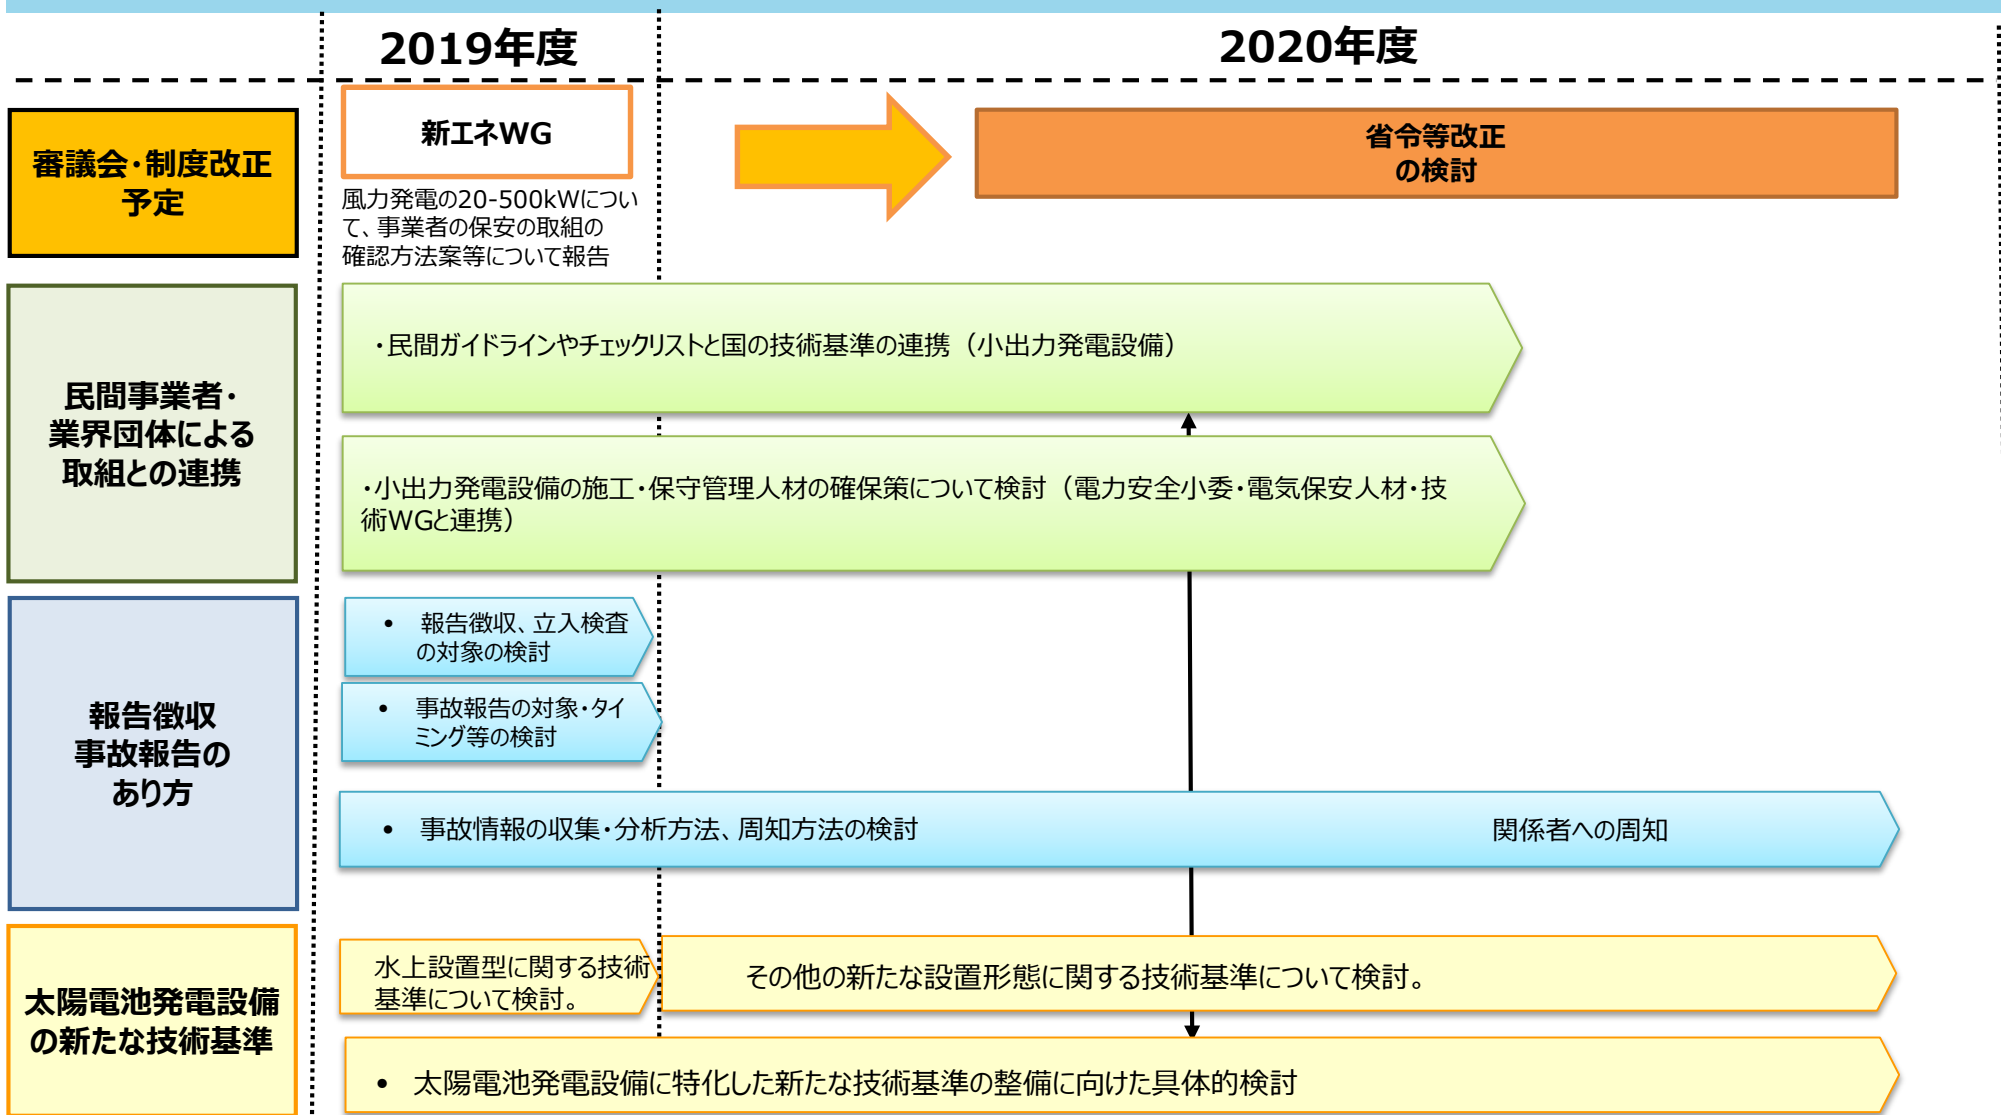 2019年度
2020年度
審議会・制度改正
予定
新エネWG
風力発電の20-500kWについ
て、事業者の保安の取組の
確認方法案等について報告
省令等改正
の検討
民間事業者・
業界団体による
取組との連携
・民間ガイドラインやチェックリストと国の技術基準の連携（小出力発電設備）
・小出力発電設備の施工・保守管理人材の確保策について検討（電力安全小委・電気保安人材・技
術WGと連携）
報告徴収
事故報告の
あり方
• 報告徴収、立入検査
の対象の検討
• 事故報告の対象・タイ
ミング等の検討
• 事故情報の収集・分析方法、周知方法の検討
関係者への周知
太陽電池発電設備
の新たな技術基準
水上設置型に関する技術
基準について検討。
その他の新たな設置形態に関する技術基準について検討。
• 太陽電池発電設備に特化した新たな技術基準の整備に向けた具体的検討